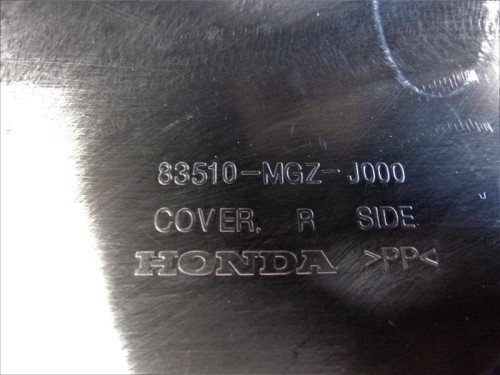 83510-MGZ-J000
COVER, R SIDE
HONDA >PP<